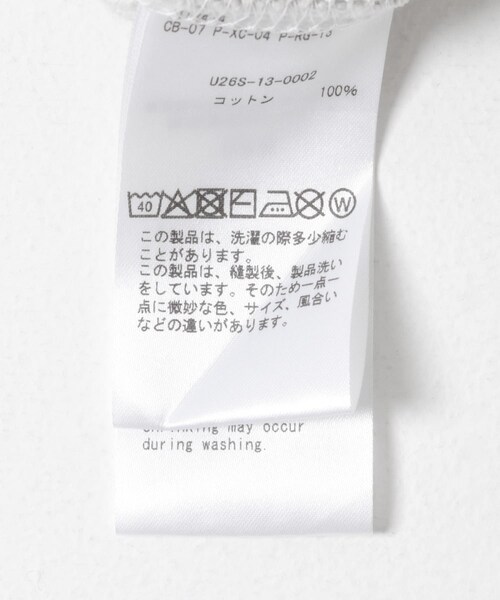 CB-07 P-XC-04 P-RG-13
U26S-13-0002
コットン 100%
40 W
この製品は、洗濯の際多少縮む
ことがあります。
この製品は、縫製後、製品洗い
をしています。そのため一点一
点に微妙な色、サイズ、風合い
などの違いがあります。
shrinking may occur
during washing.